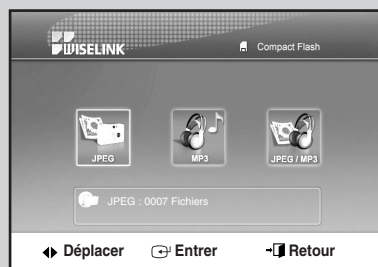 WISELINK
Compact Flash
JPEG
MP3
JPEG / MP3
JPEG : 0007 Fichiers
Déplacer
Entrer
Retour